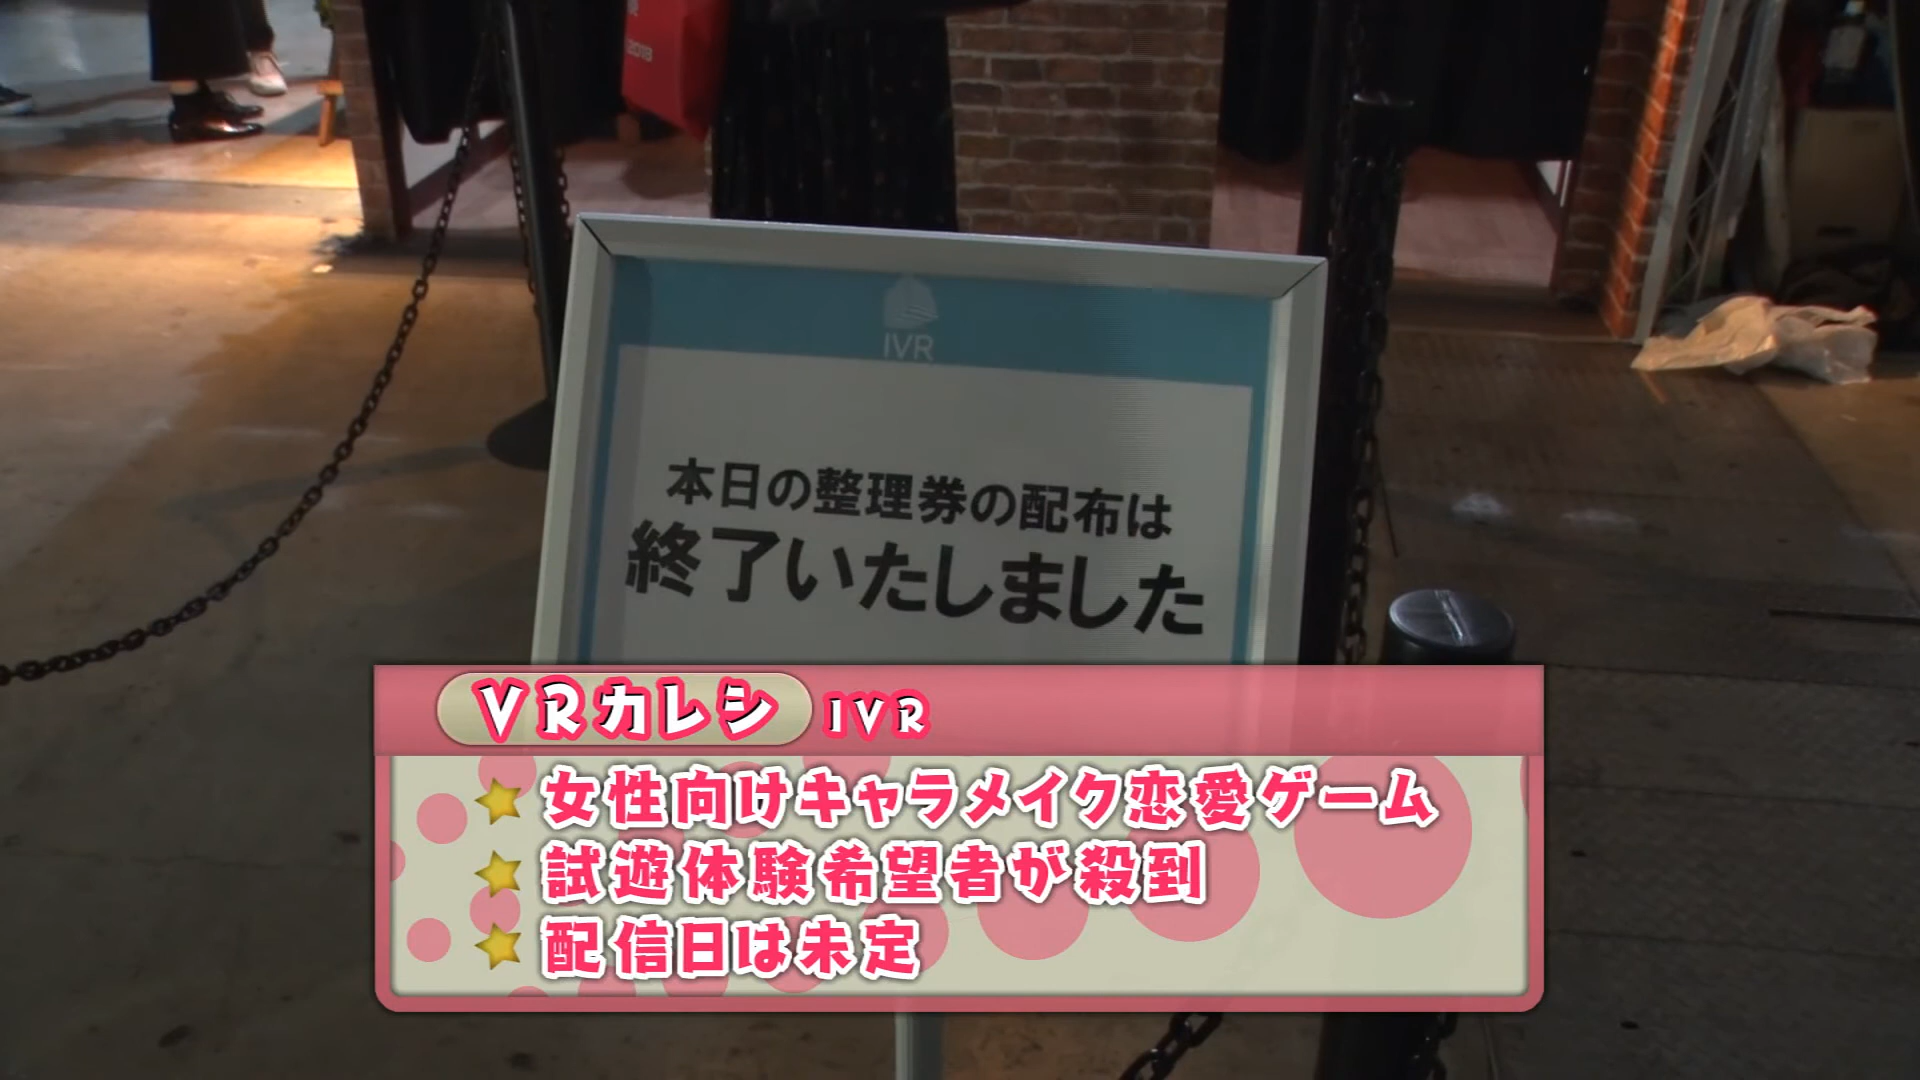 2018
IVR
本日の整理券の配布は
終了いたしました
VRカレシ IVR
女性向けキャラメイク恋愛ゲーム
試遊体験希望者が殺到
配信日は未定